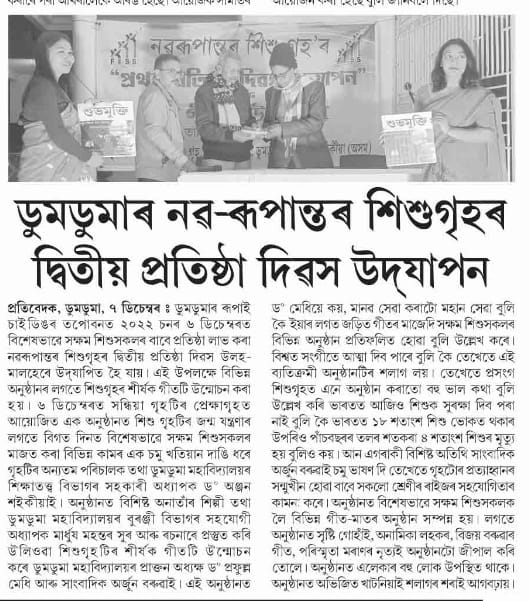 নৱৰূপান্তৰ শিশু গৃহ'ৰ
শুভমুক্তি
শুভমুক্তি
ডুমডুমাৰ নৱ-ৰূপান্তৰ শিশুগৃহৰ
দ্বিতীয় প্ৰতিষ্ঠা দিৱস উদ্‌যাপন
প্ৰতিবেদক, ডুমডুমা, ৭ ডিচেম্বৰ ঃ ডুমডুমাৰ ৰূপাই
চাইডিঙৰ তপোবনত ২০২২ চনৰ ৬ ডিচেম্বৰত
বিশেষভাৱে সক্ষম শিশুসকলৰ বাবে প্ৰতিষ্ঠা লাভ কৰা
নৱৰূপান্তৰ শিশুগৃহৰ দ্বিতীয় প্ৰতিষ্ঠা দিৱস উলহ-
মালহেৰে উদ্‌যাপিত হৈ যায়। এই উপলক্ষে বিভিন্ন
অনুষ্ঠানৰ লগতে শিশুগৃহৰ শীৰ্ষক গীতটি উন্মোচন কৰা
হয়। ৬ ডিচেম্বৰত সন্ধিয়া গৃহটিৰ প্ৰেক্ষাগৃহত
আয়োজিত এক অনুষ্ঠানত শিশু গৃহটিৰ জন্ম যন্ত্ৰণাৰ
লগতে বিগত দিনত বিশেষভাৱে সক্ষম শিশুসকলৰ
মাজত কৰা বিভিন্ন কামৰ এক চমু খতিয়ান দাঙি ধৰে
গৃহটিৰ অন্যতম পৰিচালক তথা ডুমডুমা মহাবিদ্যালয়ৰ
শিক্ষাতত্ত্ব বিভাগৰ সহকাৰী অধ্যাপক ড° অঞ্জন
শইকীয়াই। অনুষ্ঠানত বিশিষ্ট অনাতাঁৰ শিল্পী তথা
ডুমডুমা মহাবিদ্যালয়ৰ বুৰঞ্জী বিভাগৰ সহযোগী
অধ্যাপক মাৰ্ধুয্য মহন্তৰ সুৰ আৰু ৰচনাৰে প্ৰস্তুত কৰি
উলিওৱা শিশুগৃহটিৰ শীৰ্ষক গীতটি উন্মোচন
কৰে ডুমডুমা মহাবিদ্যালয়ৰ প্ৰাক্তন অধ্যক্ষ ড° প্ৰফুল্ল
মেধি আৰু সাংবাদিক অৰ্জুন বৰুৱাই। এই অনুষ্ঠানত
ড° মেধিয়ে কয়, মানৱ সেৱা কৰাটো মহান সেৱা বুলি
কৈ ইয়াৰ লগত জড়িত গীতৰ মাজেদি সক্ষম শিশুসকলৰ
বিভিন্ন অনুষ্ঠান প্ৰতিফলিত হোৱা বুলি উল্লেখ কৰে।
বিশ্বত সংগীতে আত্মা দিব পাৰে বুলি কৈ তেখেতে এই
ব্যতিক্ৰমী অনুষ্ঠানটিৰ শলাগ লয়। তেখেতে প্ৰসংগ
শিশুগৃহত এনে অনুষ্ঠান কৰাতো বহু ভাল কথা বুলি
উল্লেখ কৰি ভাৰতত আজিও শিশুক সুৰক্ষা দিব পৰা
নাই বুলি কৈ ভাৰতত ১৮ শতাংশ শিশু ভোকত থকাৰ
উপৰিও পাঁচবছৰৰ তলৰ শতকৰা ৪ শতাংশ শিশুৰ মৃত্যু
হয় বুলিও কয়। আন এগৰাকী বিশিষ্ট অতিথি সাংবাদিক
অৰ্জুন বৰুৱাই চমু ভাষণ দি তেখেতে গৃহটোৰ প্ৰত্যাহ্বানৰ
সন্মুখীন হোৱা বাবে সকলো শ্ৰেণীৰ ৰাইজৰ সহযোগিতাৰ
কামনা কৰে। অনুষ্ঠানত বিশেষভাৱে সক্ষম শিশুসকলক
লৈ বিভিন্ন গীত-মাতৰ অনুষ্ঠান সম্পন্ন হয়। লগতে
অনুষ্ঠানত সৃষ্টি গোহাঁই, অনামিকা লহকৰ, বিজয় বৰুৱাৰ
গীত, পৰিস্মৃতা মৰাণৰ নৃত্যই অনুষ্ঠানটো জীপাল কৰি
তোলে। অনুষ্ঠানত এলেকাৰ বহু লোক উপস্থিত থাকে।
অনুষ্ঠানত অভিজিত খাটনিয়াই শলাগৰ শৰাই আগবঢ়ায়।